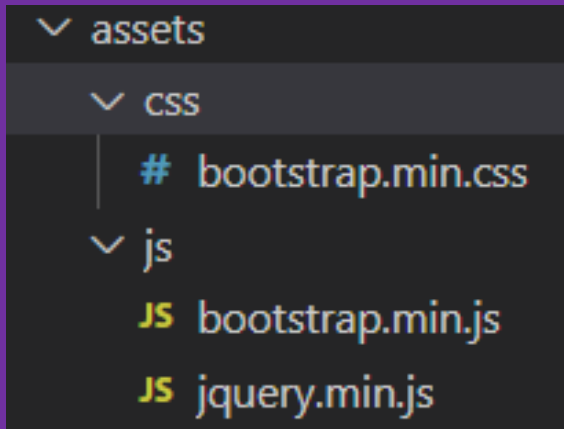 assets
css
# bootstrap.min.css
js
JS bootstrap.min.js
JS jquery.min.js